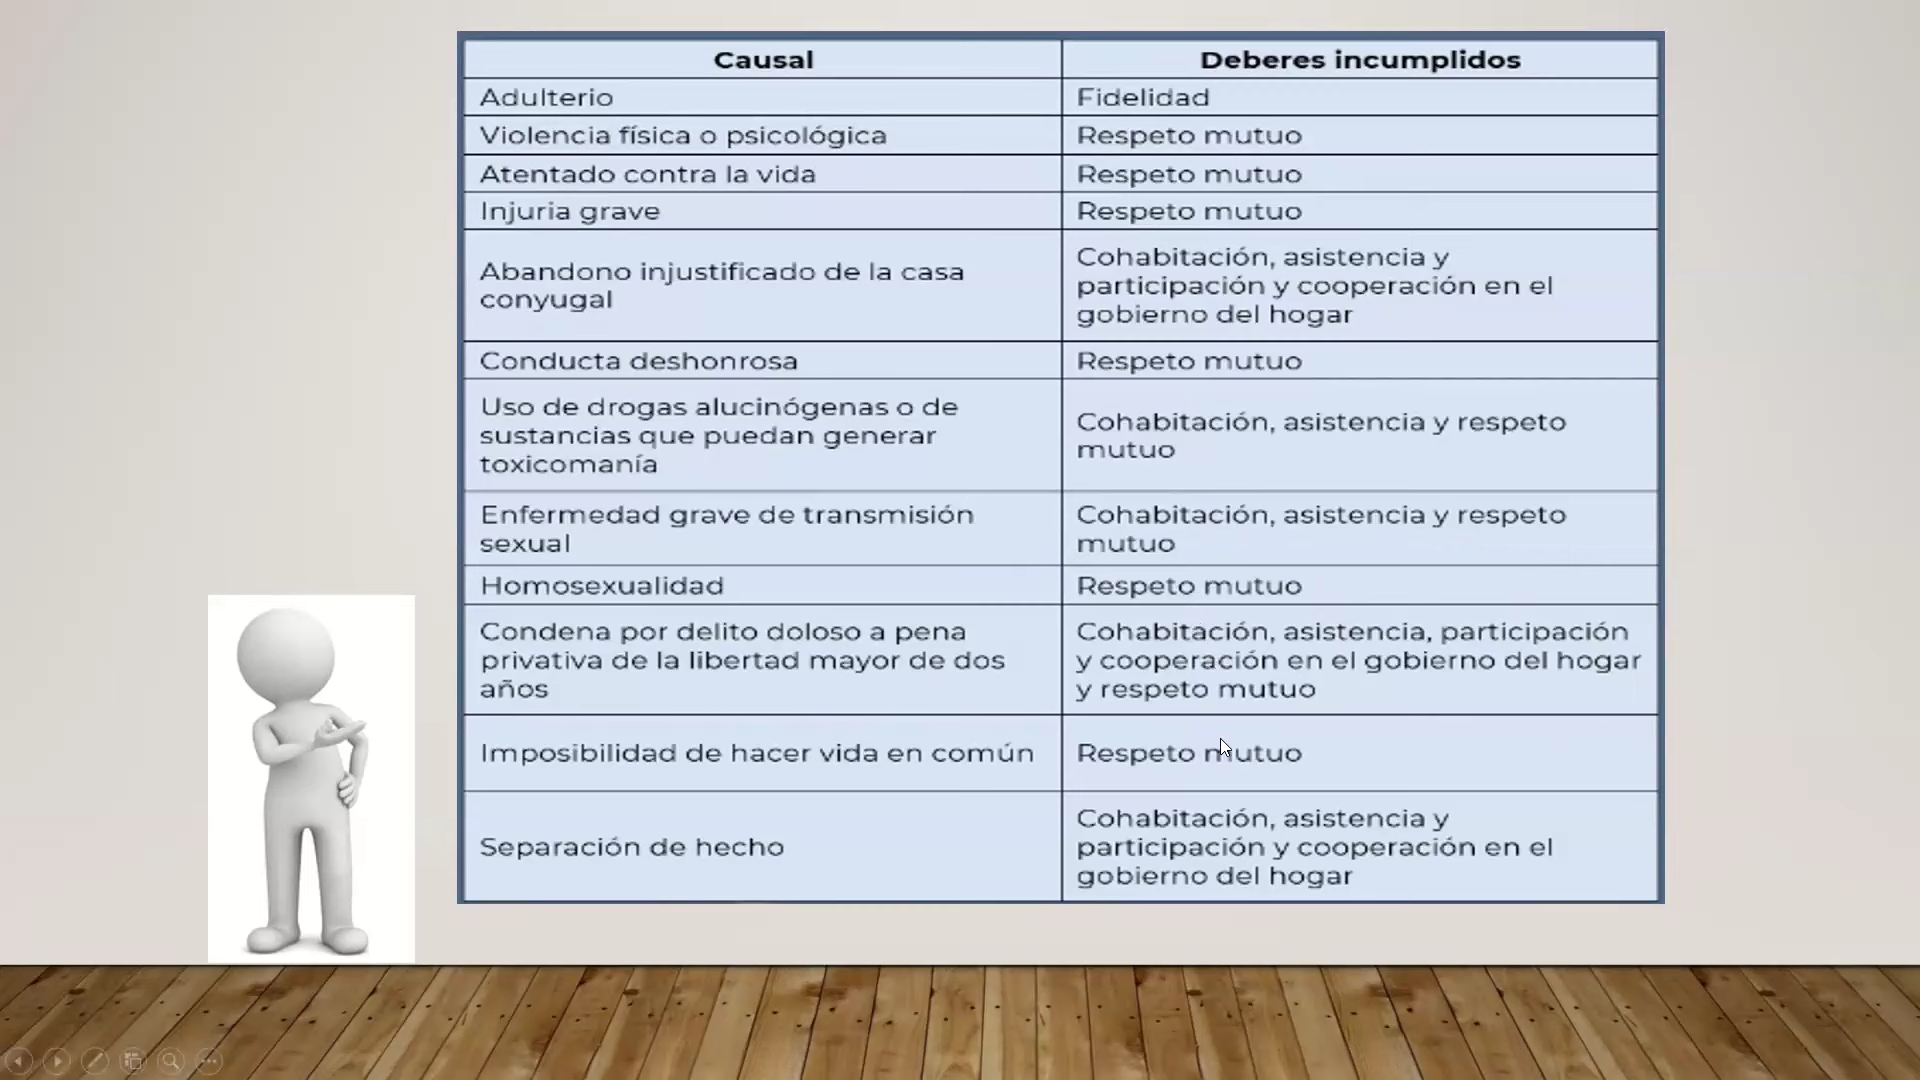 Causal
Deberes incumplidos
Adulterio
Fidelidad
Violencia física o psicológica
Respeto mutuo
Atentado contra la vida
Respeto mutuo
Injuria grave
Respeto mutuo
Abandono injustificado de la casa
conyugal
Cohabitación, asistencia y
participación y cooperación en el
gobierno del hogar
Conducta deshonrosa
Respeto mutuo
Uso de drogas alucinógenas o de
sustancias que puedan generar
toxicomanía
Cohabitación, asistencia y respeto
mutuo
Enfermedad grave de transmisión
sexual
Cohabitación, asistencia y respeto
mutuo
Homosexualidad
Respeto mutuo
Condena por delito doloso a pena
privativa de la libertad mayor de dos
años
Cohabitación, asistencia, participación
y cooperación en el gobierno del hogar
y respeto mutuo
Imposibilidad de hacer vida en común
Respeto mutuo
Separación de hecho
Cohabitación, asistencia y
participación y cooperación en el
gobierno del hogar